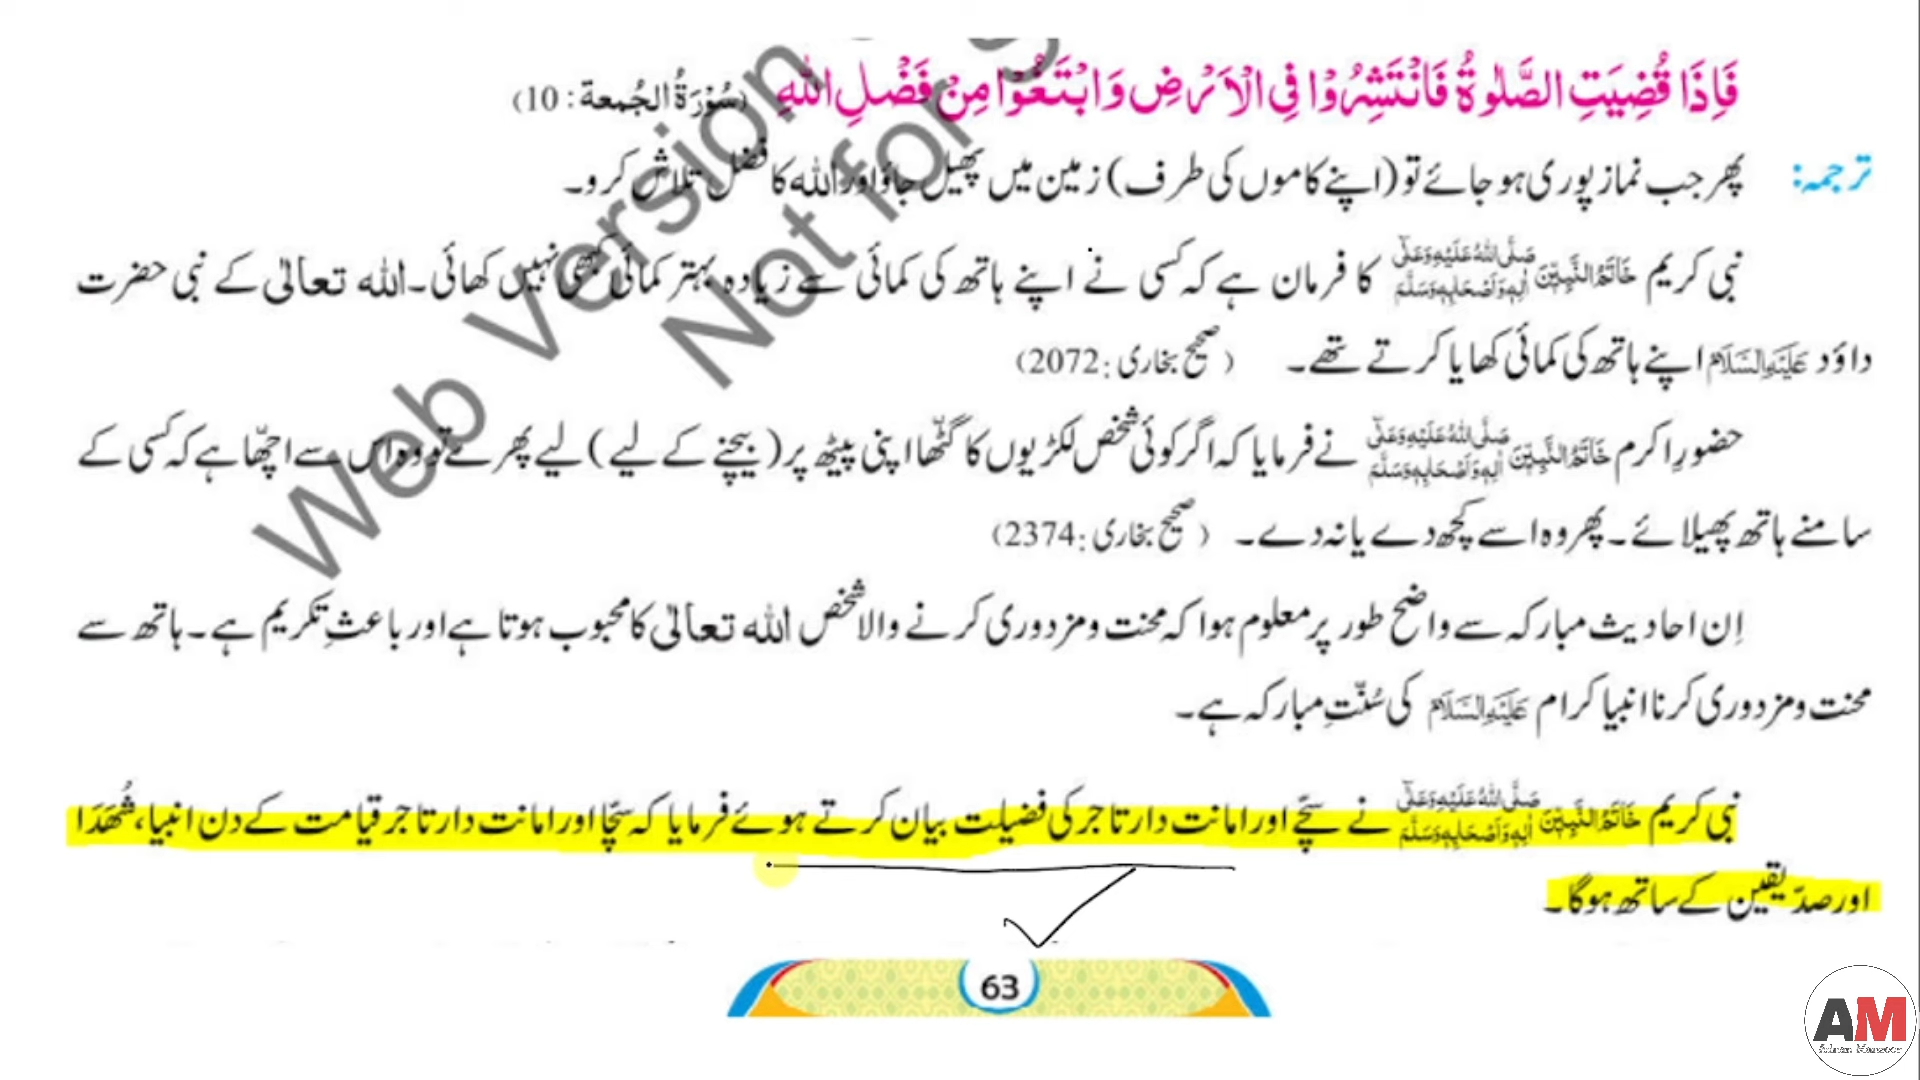 فَاِذَا قُضِيَتِ الصَّلٰوةُ فَانْتَشِرُوْا فِى الْاَرْضِ وَابْتَغُوْا مِنْ فَضْلِ اللّٰهِ (سُوْرَةُ الجُمعة: 10)
ترجمہ: پھر جب نماز پوری ہو جائے تو (اپنے کاموں کی طرف) زمین میں پھیل جاؤ اور اللہ کا فضل تلاش کرو۔
نبی کریم خَاتَمُ النَّبِيّٖنَ صَلَّى اللّٰهُ عَلَيْهِ وَعَلٰٓى اٰلِهٖ وَاَصْحَابِهٖ وَسَلَّمَ کا فرمان ہے کہ کسی نے اپنے ہاتھ کی کمائی سے زیادہ بہتر کمائی کبھی نہیں کھائی۔ اللہ تعالیٰ کے نبی حضرت
داؤد عَلَيْهِ السَّلَامُ اپنے ہاتھ کی کمائی کھایا کرتے تھے۔ (صحیح بخاری: 2072)
حضورِ اکرم خَاتَمُ النَّبِيّٖنَ صَلَّى اللّٰهُ عَلَيْهِ وَعَلٰٓى اٰلِهٖ وَاَصْحَابِهٖ وَسَلَّمَ نے فرمایا کہ اگر کوئی شخص لکڑیوں کا گٹھا اپنی پیٹھ پر (بیچنے کے لیے) لیے پھرے تو وہ اس سے اچھّا ہے کہ کسی کے
سامنے ہاتھ پھیلائے۔ پھر وہ اسے کچھ دے یا نہ دے۔ (صحیح بخاری: 2374)
اِن احادیث مبارکہ سے واضح طور پر معلوم ہوا کہ محنت و مزدوری کرنے والا شخص اللہ تعالیٰ کا محبوب ہوتا ہے اور باعثِ تکریم ہے۔ ہاتھ سے
محنت و مزدوری کرنا انبیا کرام عَلَيْهِ السَّلَامُ کی سُنّتِ مبارکہ ہے۔
نبی کریم خَاتَمُ النَّبِيّٖنَ صَلَّى اللّٰهُ عَلَيْهِ وَعَلٰٓى اٰلِهٖ وَاَصْحَابِهٖ وَسَلَّمَ نے سچّے اور امانت دار تاجر کی فضیلت بیان کرتے ہوئے فرمایا کہ سچّا اور امانت دار تاجر قیامت کے دن انبیا، شُهَدَا
اور صدّیقین کے ساتھ ہوگا۔
63
Web Version
Not for
AM